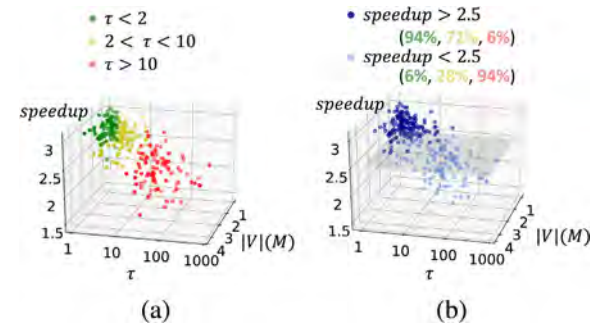 τ < 2
2 < τ < 10
τ > 10
speedup
3
2.5
2
1.5
1
10
100
1000
τ
1
2
3
4
|V|(M)
(a)
speedup > 2.5
(94%, 72%, 6%)
speedup < 2.5
(6%, 28%, 94%)
speedup
3
2.5
2
1.5
1
10
100
1000
τ
1
2
3
4
|V|(M)
(b)